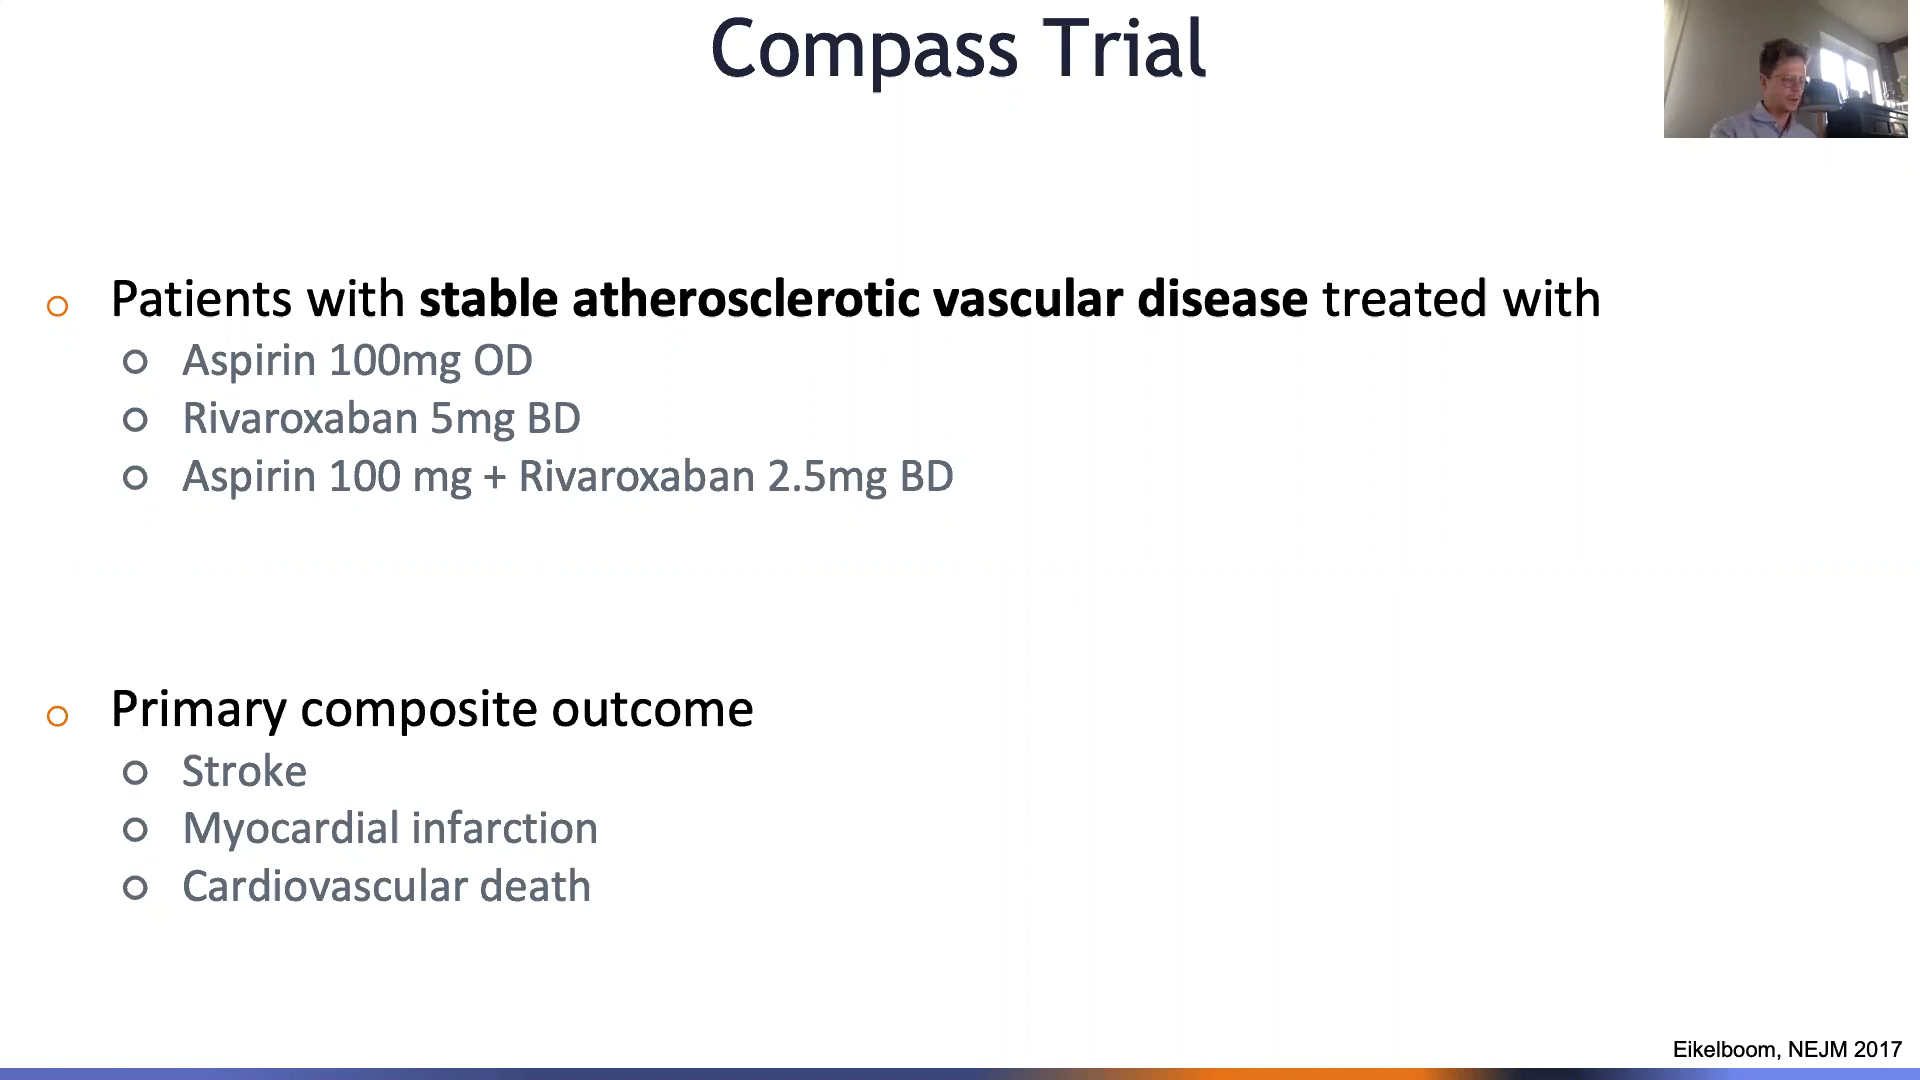 Compass Trial
Patients with stable atherosclerotic vascular disease treated with
Aspirin 100mg OD
Rivaroxaban 5mg BD
Aspirin 100 mg + Rivaroxaban 2.5mg BD
Primary composite outcome
Stroke
Myocardial infarction
Cardiovascular death
Eikelboom, NEJM 2017